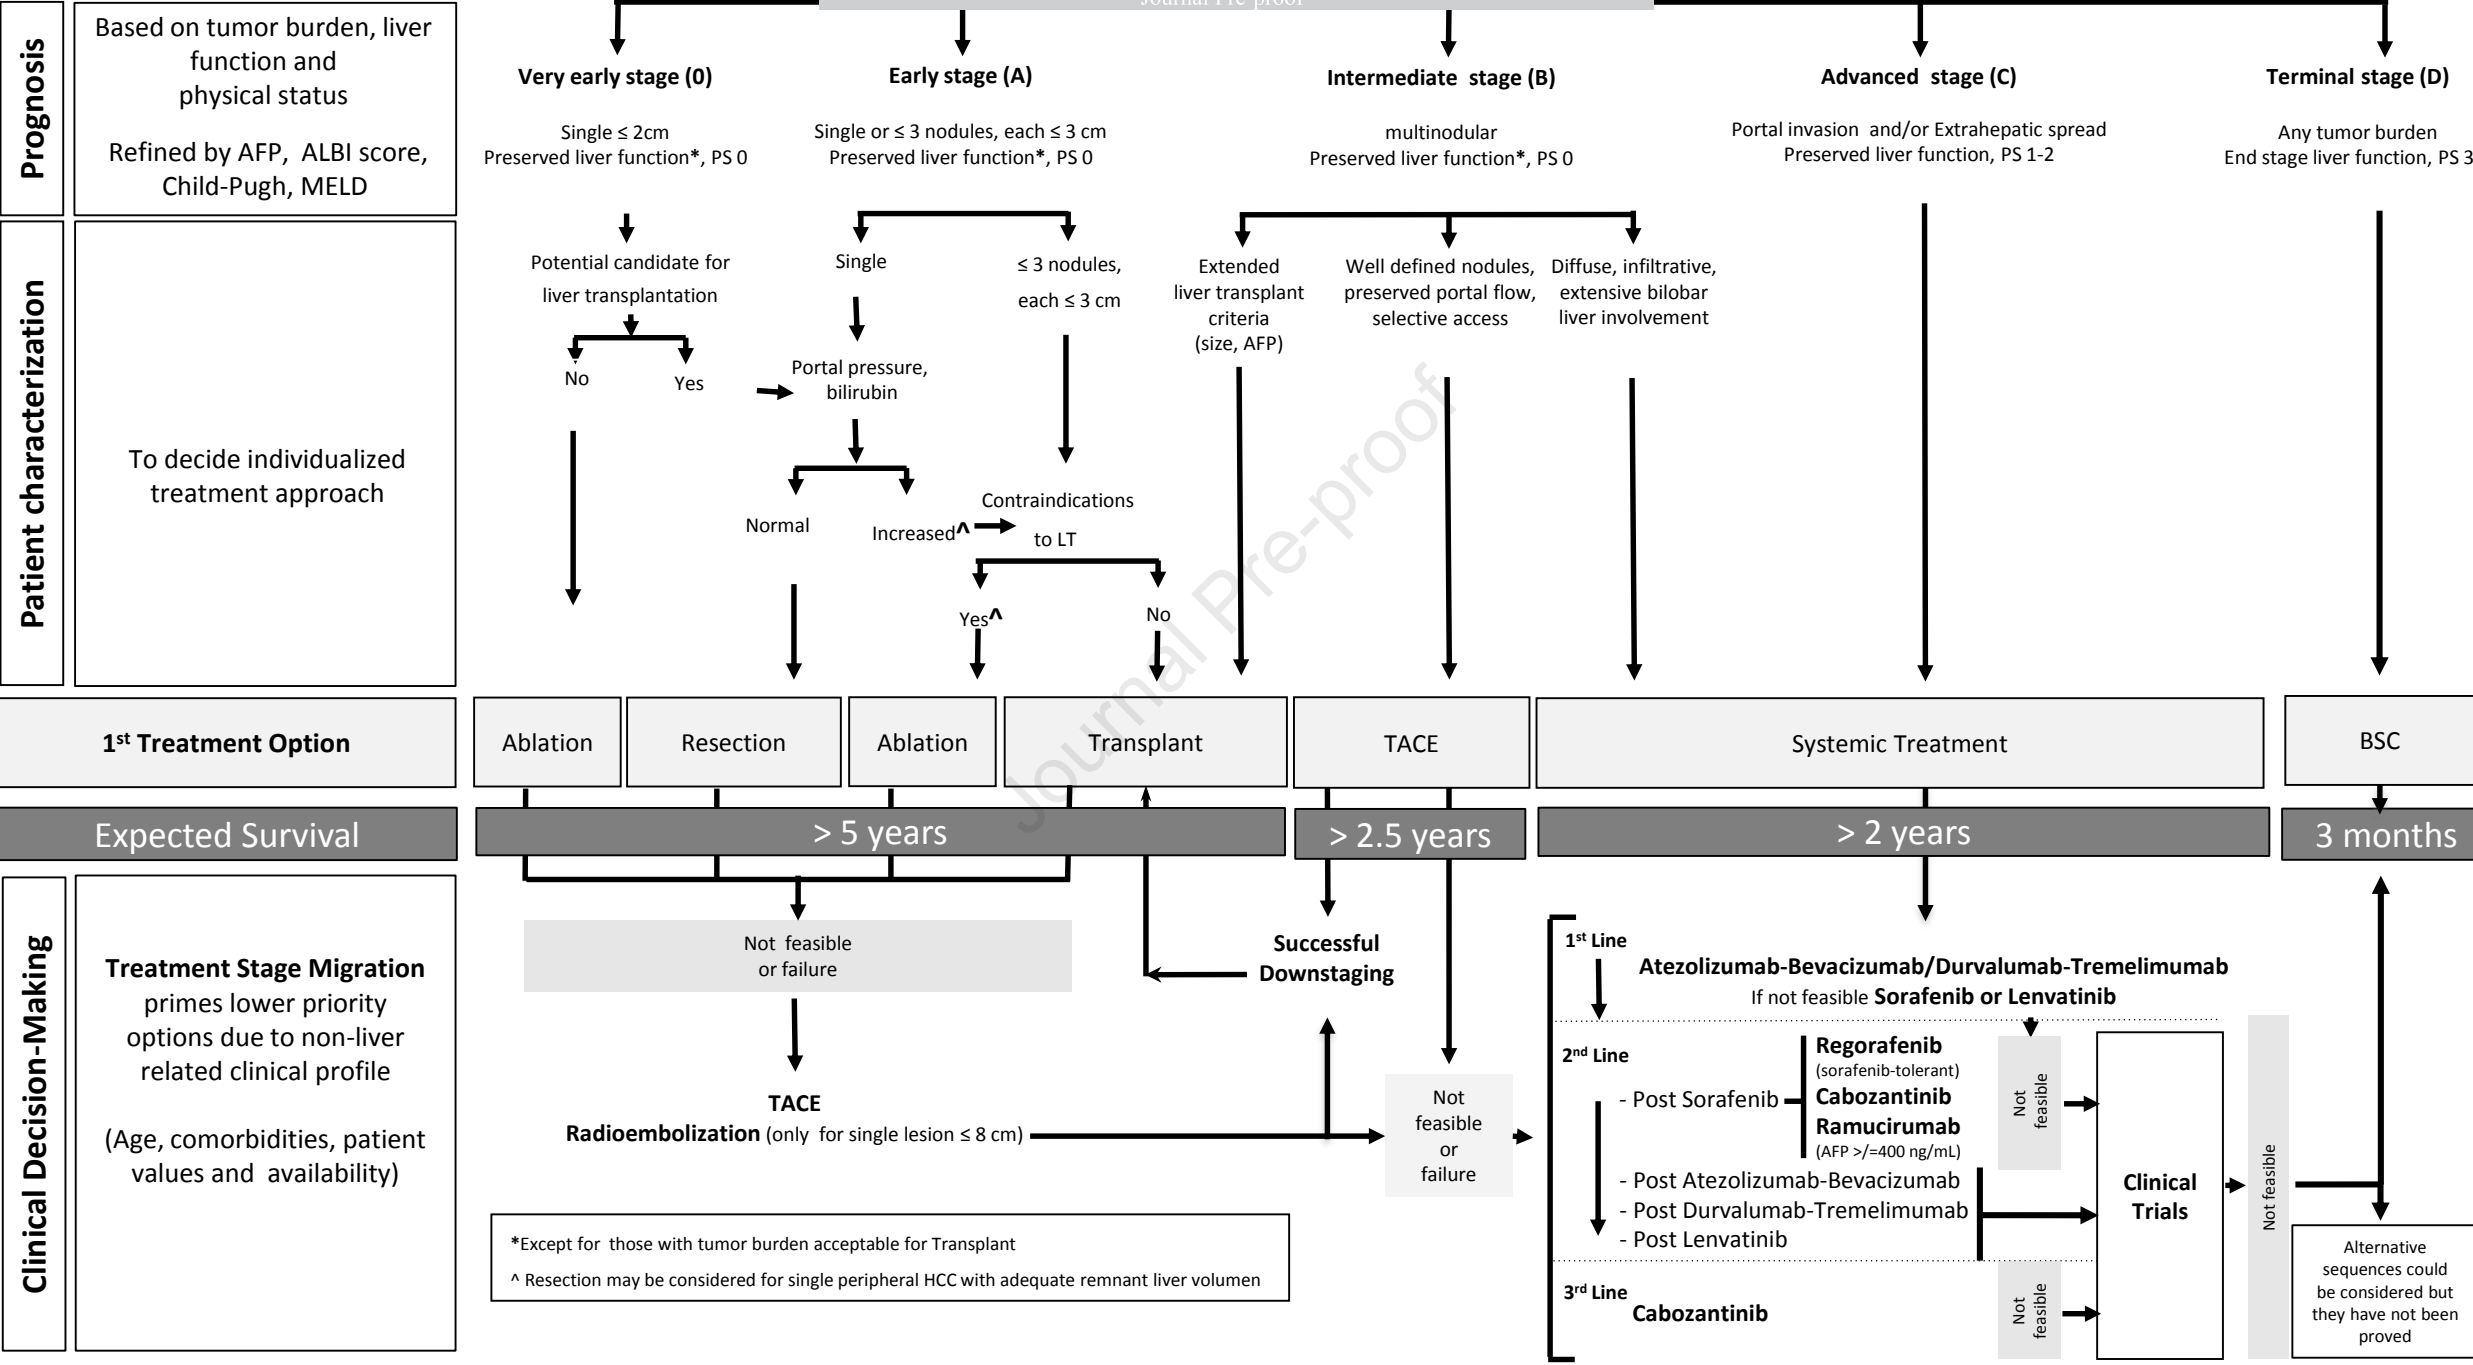 Journal Pre-proof
Prognosis
Based on tumor burden, liver
function and
physical status
Refined by AFP, ALBI score,
Child-Pugh, MELD
Very early stage (0)
Single ≤ 2cm
Preserved liver function*, PS 0
Early stage (A)
Single or ≤ 3 nodules, each ≤ 3 cm
Preserved liver function*, PS 0
Intermediate stage (B)
multinodular
Preserved liver function*, PS 0
Advanced stage (C)
Portal invasion and/or Extrahepatic spread
Preserved liver function, PS 1-2
Terminal stage (D)
Any tumor burden
End stage liver function, PS 3
Patient characterization
To decide individualized
treatment approach
Potential candidate for
liver transplantation
No
Yes
Single
Portal pressure,
bilirubin
Normal
Increased^
≤ 3 nodules,
each ≤ 3 cm
Contraindications
to LT
Yes^
No
Extended
liver transplant
criteria
(size, AFP)
Well defined nodules,
preserved portal flow,
selective access
Diffuse, infiltrative,
extensive bilobar
liver involvement
Journal Pre-proof
1st Treatment Option
Ablation
Resection
Ablation
Transplant
TACE
Systemic Treatment
BSC
Expected Survival
> 5 years
> 2.5 years
> 2 years
3 months
Clinical Decision-Making
Treatment Stage Migration
primes lower priority
options due to non-liver
related clinical profile
(Age, comorbidities, patient
values and availability)
Not feasible
or failure
TACE
Radioembolization (only for single lesion ≤ 8 cm)
Successful
Downstaging
Not
feasible
or
failure
1st Line
Atezolizumab-Bevacizumab/Durvalumab-Tremelimumab
If not feasible Sorafenib or Lenvatinib
2nd Line
- Post Sorafenib
Regorafenib
(sorafenib-tolerant)
Cabozantinib
Ramucirumab
(AFP >/=400 ng/mL)
- Post Atezolizumab-Bevacizumab
- Post Durvalumab-Tremelimumab
- Post Lenvatinib
3rd Line
Cabozantinib
Not
feasible
Not
feasible
Clinical
Trials
Not feasible
Alternative
sequences could
be considered but
they have not been
proved
*Except for those with tumor burden acceptable for Transplant
^ Resection may be considered for single peripheral HCC with adequate remnant liver volumen